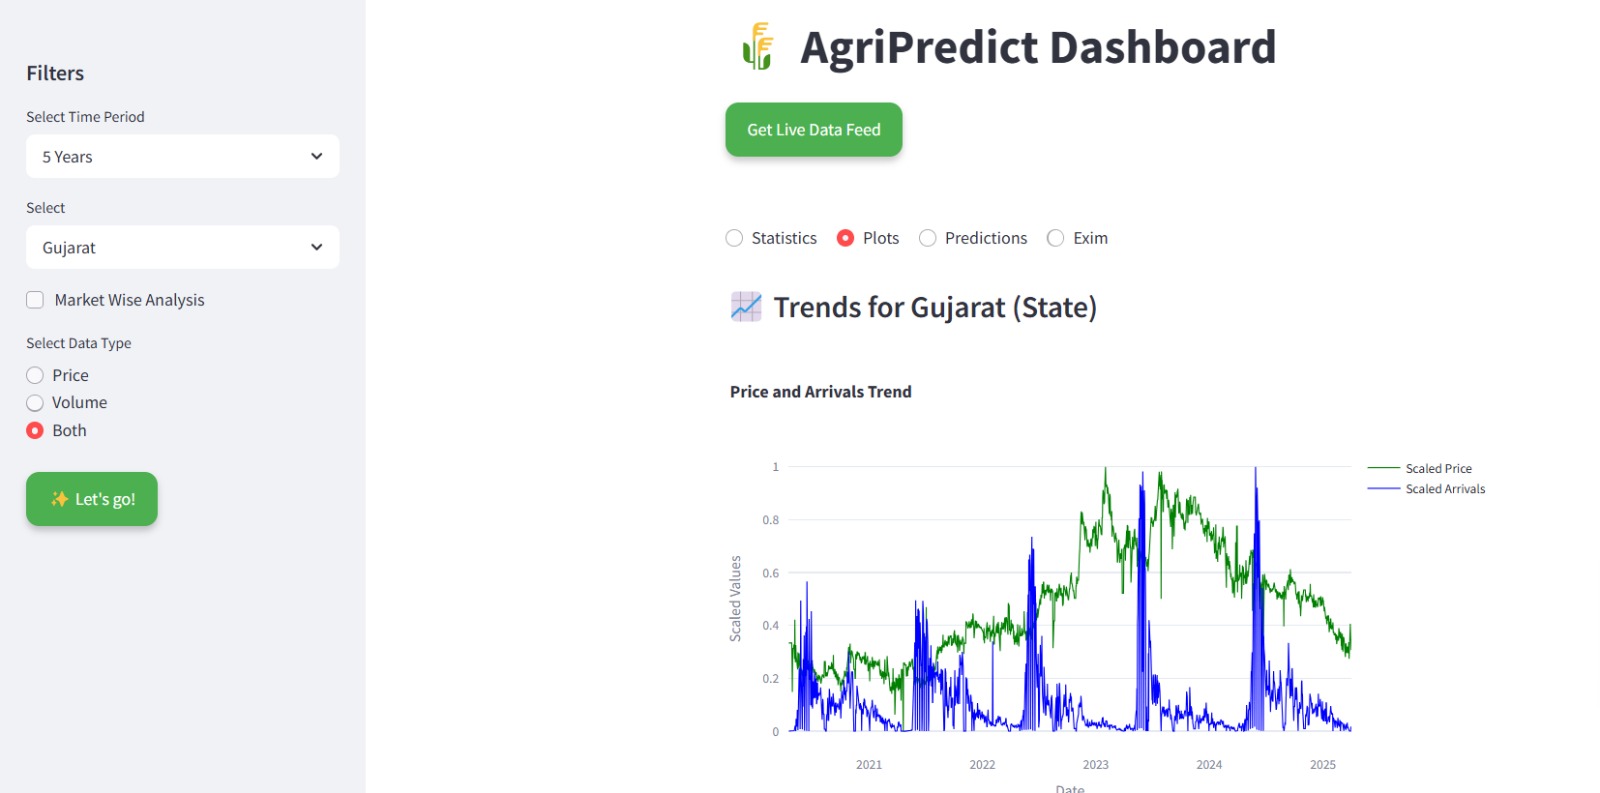 AgriPredict Dashboard
Filters
Select Time Period
5 Years
Select
Gujarat
Market Wise Analysis
Select Data Type
Price
Volume
Both
✨ Let's go!
Get Live Data Feed
Statistics
Plots
Predictions
Exim
Trends for Gujarat (State)
Price and Arrivals Trend
Scaled Price
Scaled Arrivals
Scaled Values
1
0.8
0.6
0.4
0.2
0
2021
2022
2023
2024
2025
Date